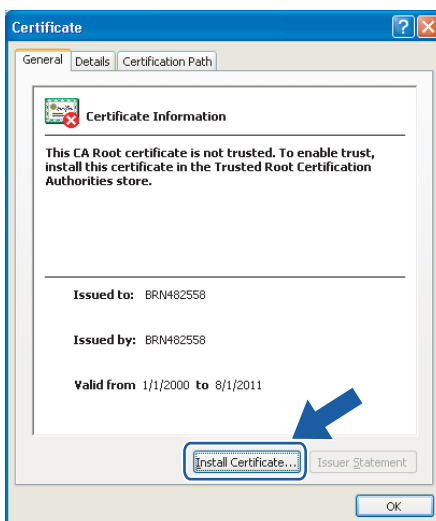 Certificate
General Details Certification Path
Certificate Information
This CA Root certificate is not trusted. To enable trust,
install this certificate in the Trusted Root Certification
Authorities store.
Issued to: BRN482558
Issued by: BRN482558
Valid from 1/1/2000 to 8/1/2011
Install Certificate... Issuer Statement
OK